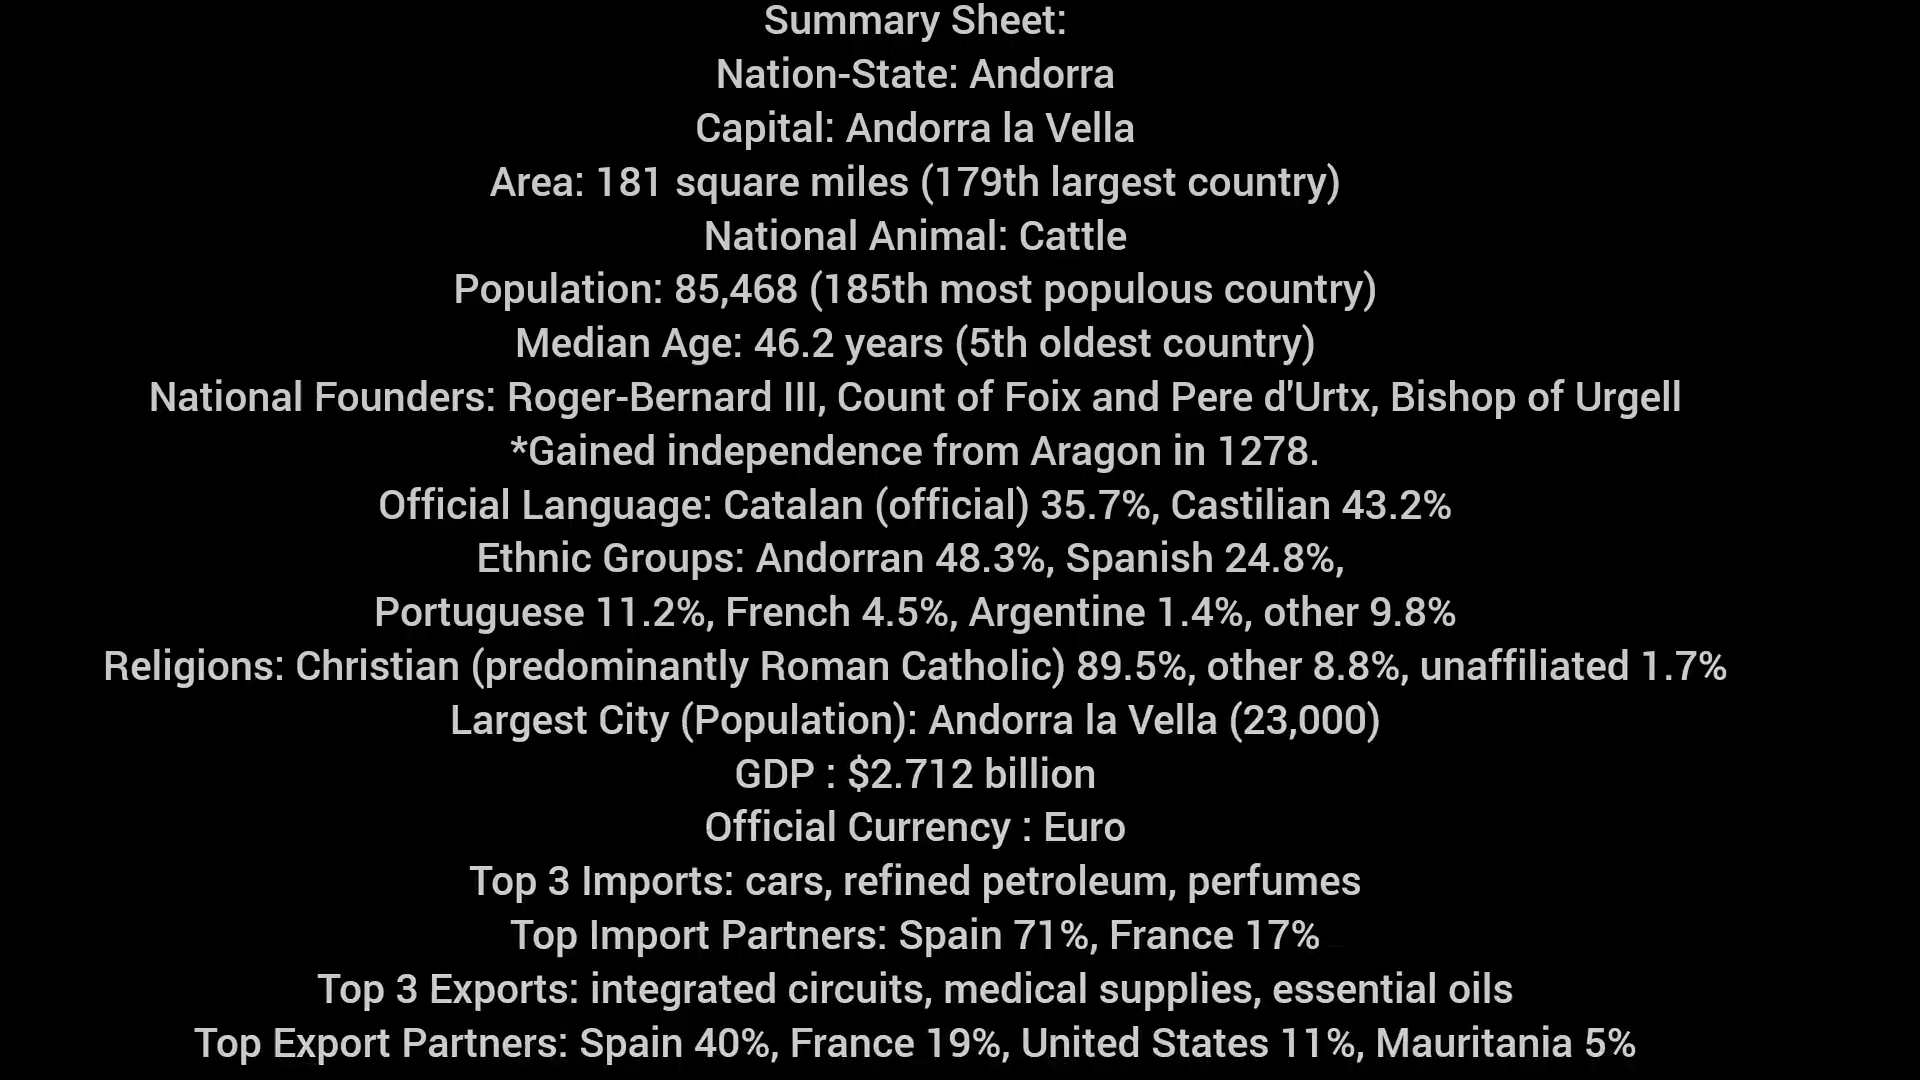 Summary Sheet:
Nation-State: Andorra
Capital: Andorra la Vella
Area: 181 square miles (179th largest country)
National Animal: Cattle
Population: 85,468 (185th most populous country)
Median Age: 46.2 years (5th oldest country)
National Founders: Roger-Bernard III, Count of Foix and Pere d'Urtx, Bishop of Urgell
*Gained independence from Aragon in 1278.
Official Language: Catalan (official) 35.7%, Castilian 43.2%
Ethnic Groups: Andorran 48.3%, Spanish 24.8%,
Portuguese 11.2%, French 4.5%, Argentine 1.4%, other 9.8%
Religions: Christian (predominantly Roman Catholic) 89.5%, other 8.8%, unaffiliated 1.7%
Largest City (Population): Andorra la Vella (23,000)
GDP : $2.712 billion
Official Currency : Euro
Top 3 Imports: cars, refined petroleum, perfumes
Top Import Partners: Spain 71%, France 17%
Top 3 Exports: integrated circuits, medical supplies, essential oils
Top Export Partners: Spain 40%, France 19%, United States 11%, Mauritania 5%